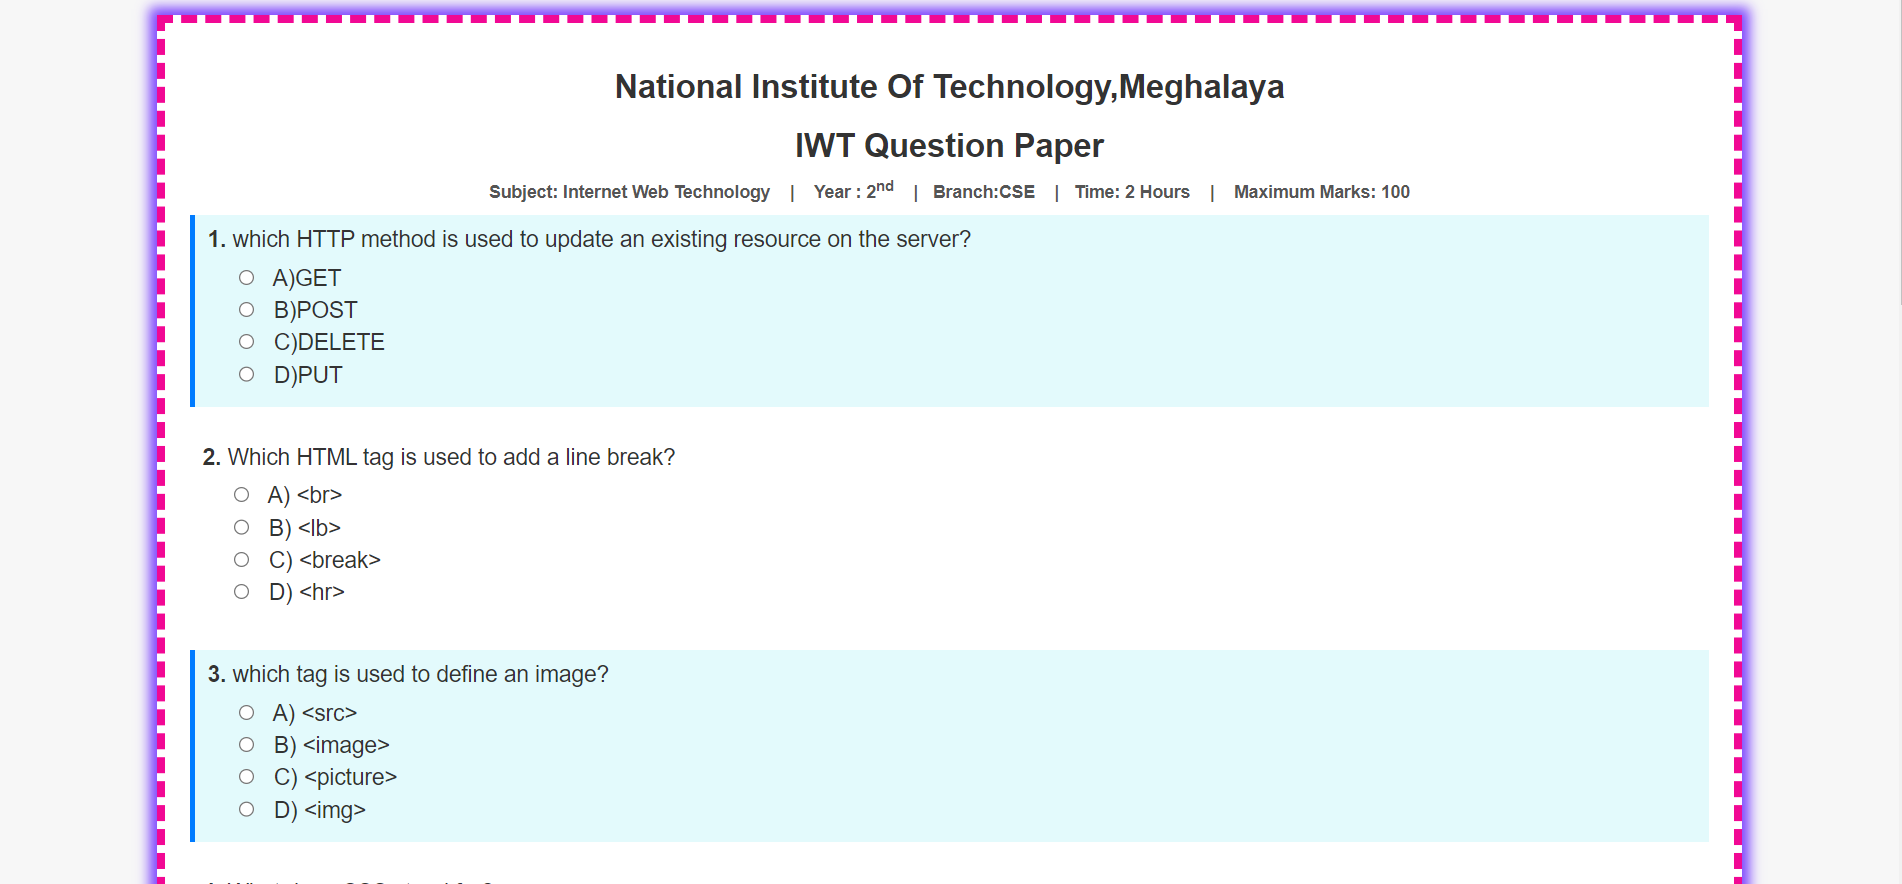 National Institute Of Technology,Meghalaya
IWT Question Paper
Subject: Internet Web Technology | Year : 2nd | Branch:CSE | Time: 2 Hours | Maximum Marks: 100
1. which HTTP method is used to update an existing resource on the server?
A)GET
B)POST
C)DELETE
D)PUT
2. Which HTML tag is used to add a line break?
A) <br>
B) <lb>
C) <break>
D) <hr>
3. which tag is used to define an image?
A) <src>
B) <image>
C) <picture>
D) <img>